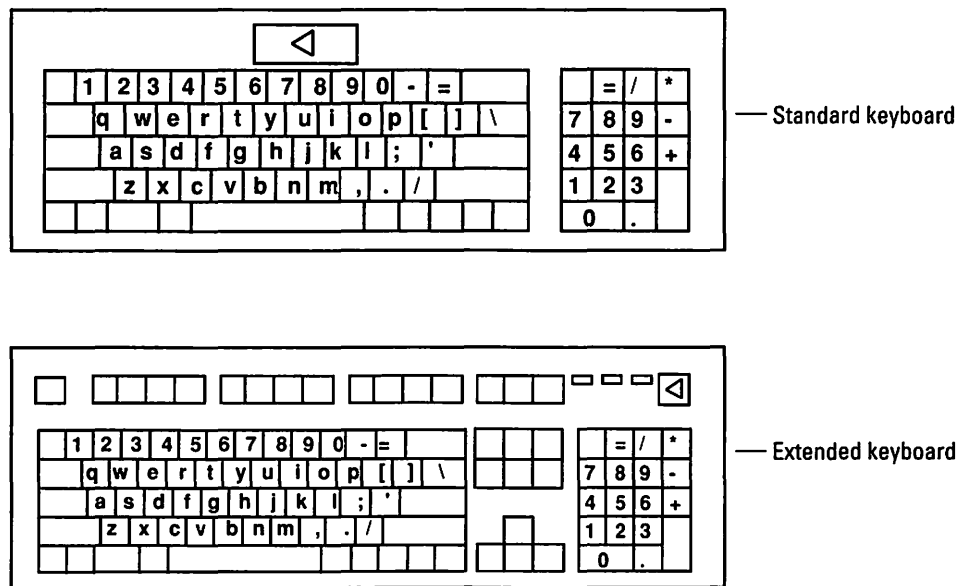 1 2 3 4 5 6 7 8 9 0 - = = / *
q w e r t y u i o p [ ] \ 7 8 9 -
Standard keyboard
a s d f g h j k l ; ' 4 5 6 +
z x c v b n m , . / 1 2 3
0 .
1 2 3 4 5 6 7 8 9 0 - = = / *
Extended keyboard
q w e r t y u i o p [ ] \ 7 8 9 -
a s d f g h j k l ; ' 4 5 6 +
z x c v b n m , . / 1 2 3
0 .